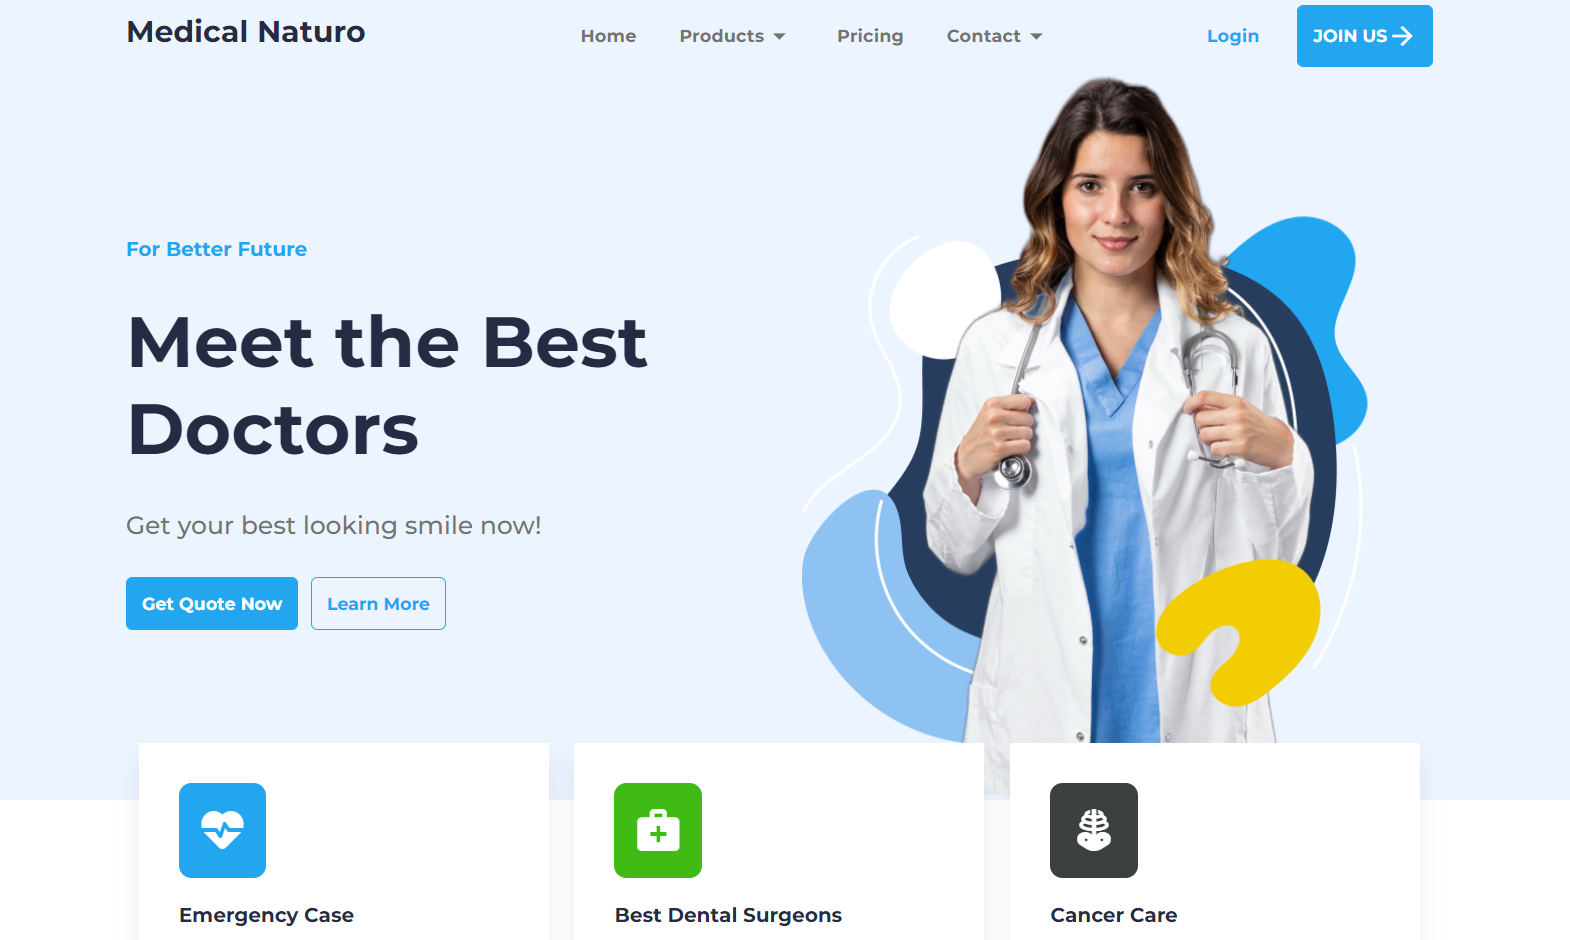 Medical Naturo
Home
Products
Pricing
Contact
Login
JOIN US
For Better Future
Meet the Best
Doctors
Get your best looking smile now!
Get Quote Now
Learn More
Emergency Case
Best Dental Surgeons
Cancer Care